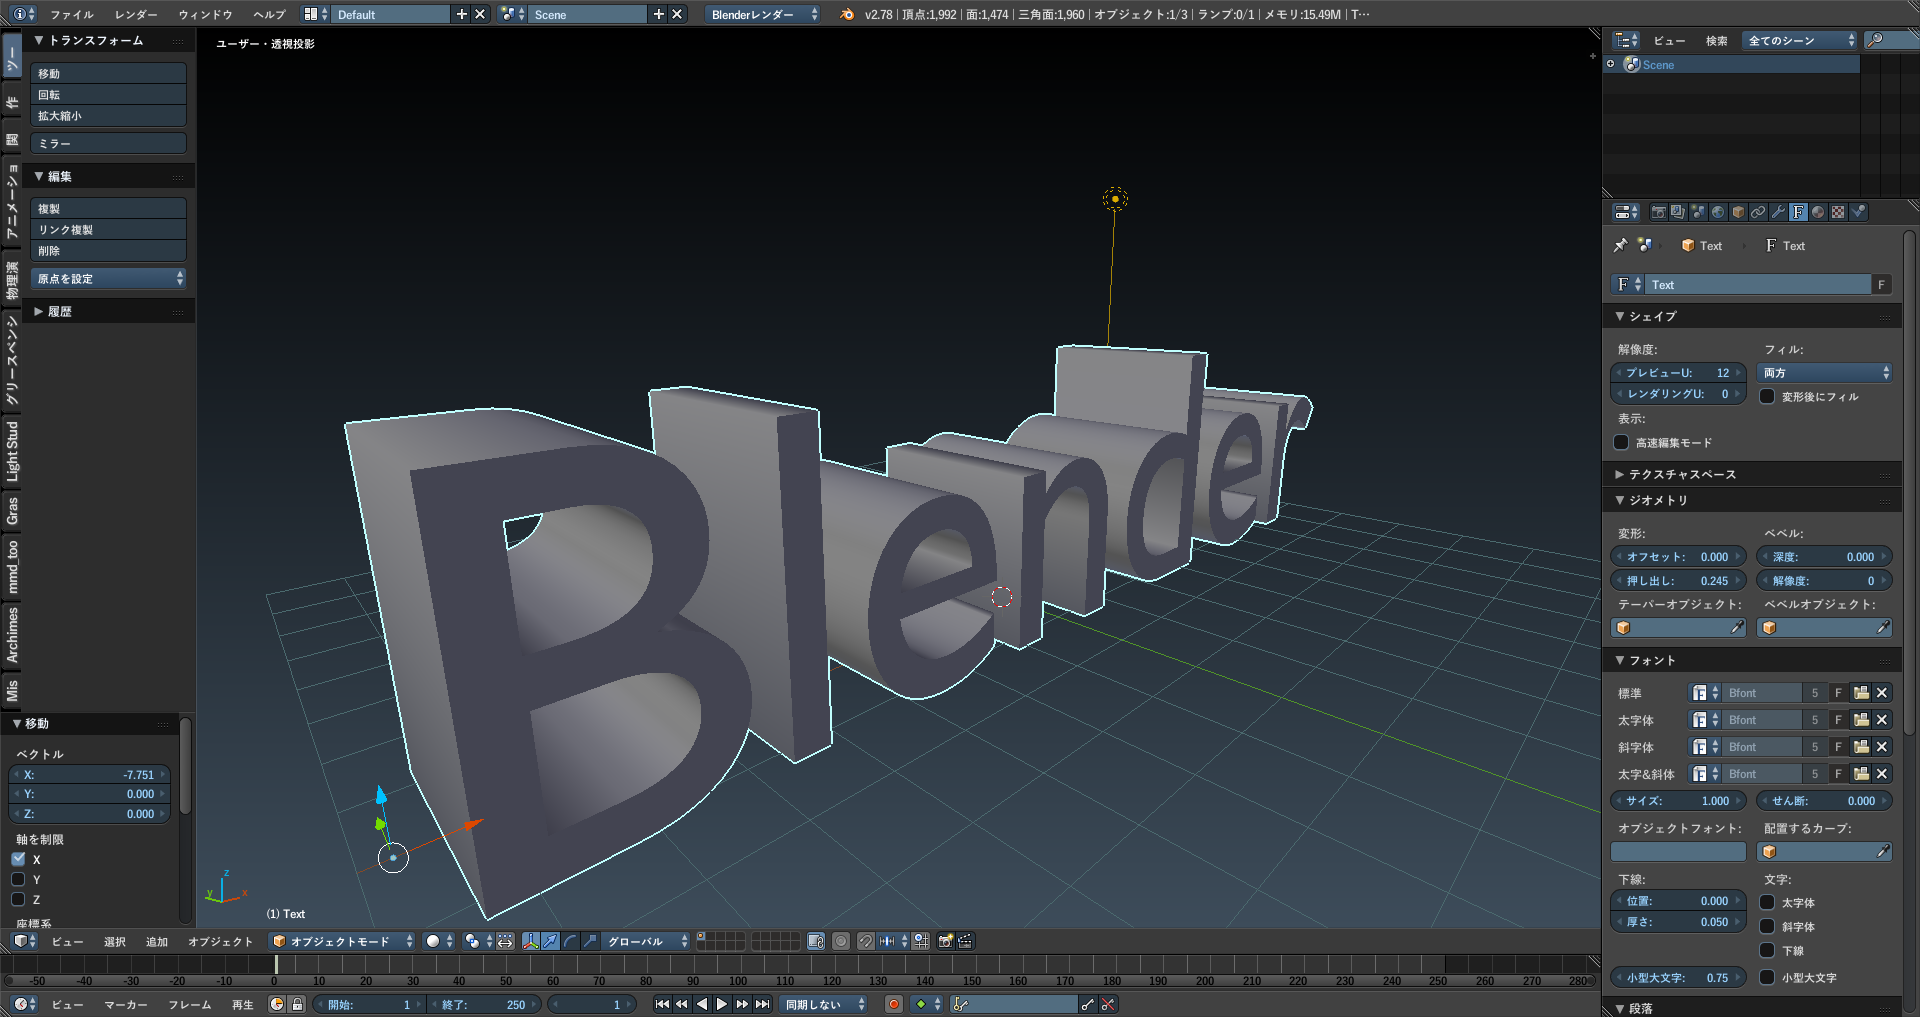 ファイル レンダー ウィンドウ ヘルプ Default Scene Blenderレンダー v2.78 | 頂点:1,992 | 面:1,474 | 三角面:1,960 | オブジェクト:1/3 | ランプ:0/1 | メモリ:15.49M | T…
ツー
作
関
アニメーショ
物理演
グリースペンシ
Light Stud
Gras
mmd_too
Archimes
Mis
トランスフォーム
移動
回転
拡大縮小
ミラー
編集
複製
リンク複製
削除
原点を設定
履歴
移動
ベクトル
X: -7.751
Y: 0.000
Z: 0.000
軸を制限
X
Y
Z
座標系
ユーザー・透視投影
Blender
z
y x
(1) Text
ビュー 選択 追加 オブジェクト オブジェクトモード グローバル
-50 -40 -30 -20 -10 0 10 20 30 40 50 60 70 80 90 100 110 120 130 140 150 160 170 180 190 200 210 220 230 240 250 260 270 280
ビュー マーカー フレーム 再生 開始: 1 終了: 250 1 同期しない
ビュー 検索 全てのシーン
Scene
Text F Text
F Text F
シェイプ
解像度: フィル:
プレビューU: 12 両方
レンダリングU: 0 変形後にフィル
表示:
高速編集モード
テクスチャスペース
ジオメトリ
変形: ベベル:
オフセット: 0.000 深度: 0.000
押し出し: 0.245 解像度: 0
テーパーオブジェクト: ベベルオブジェクト:
フォント
標準 F Bfont 5 F
太字体 F Bfont 5 F
斜字体 F Bfont 5 F
太字&斜体 F Bfont 5 F
サイズ: 1.000 せん断: 0.000
オブジェクトフォント: 配置するカーブ:
下線: 文字:
位置: 0.000 太字体
厚さ: 0.050 斜字体
下線
小型大文字: 0.75 小型大文字
段落